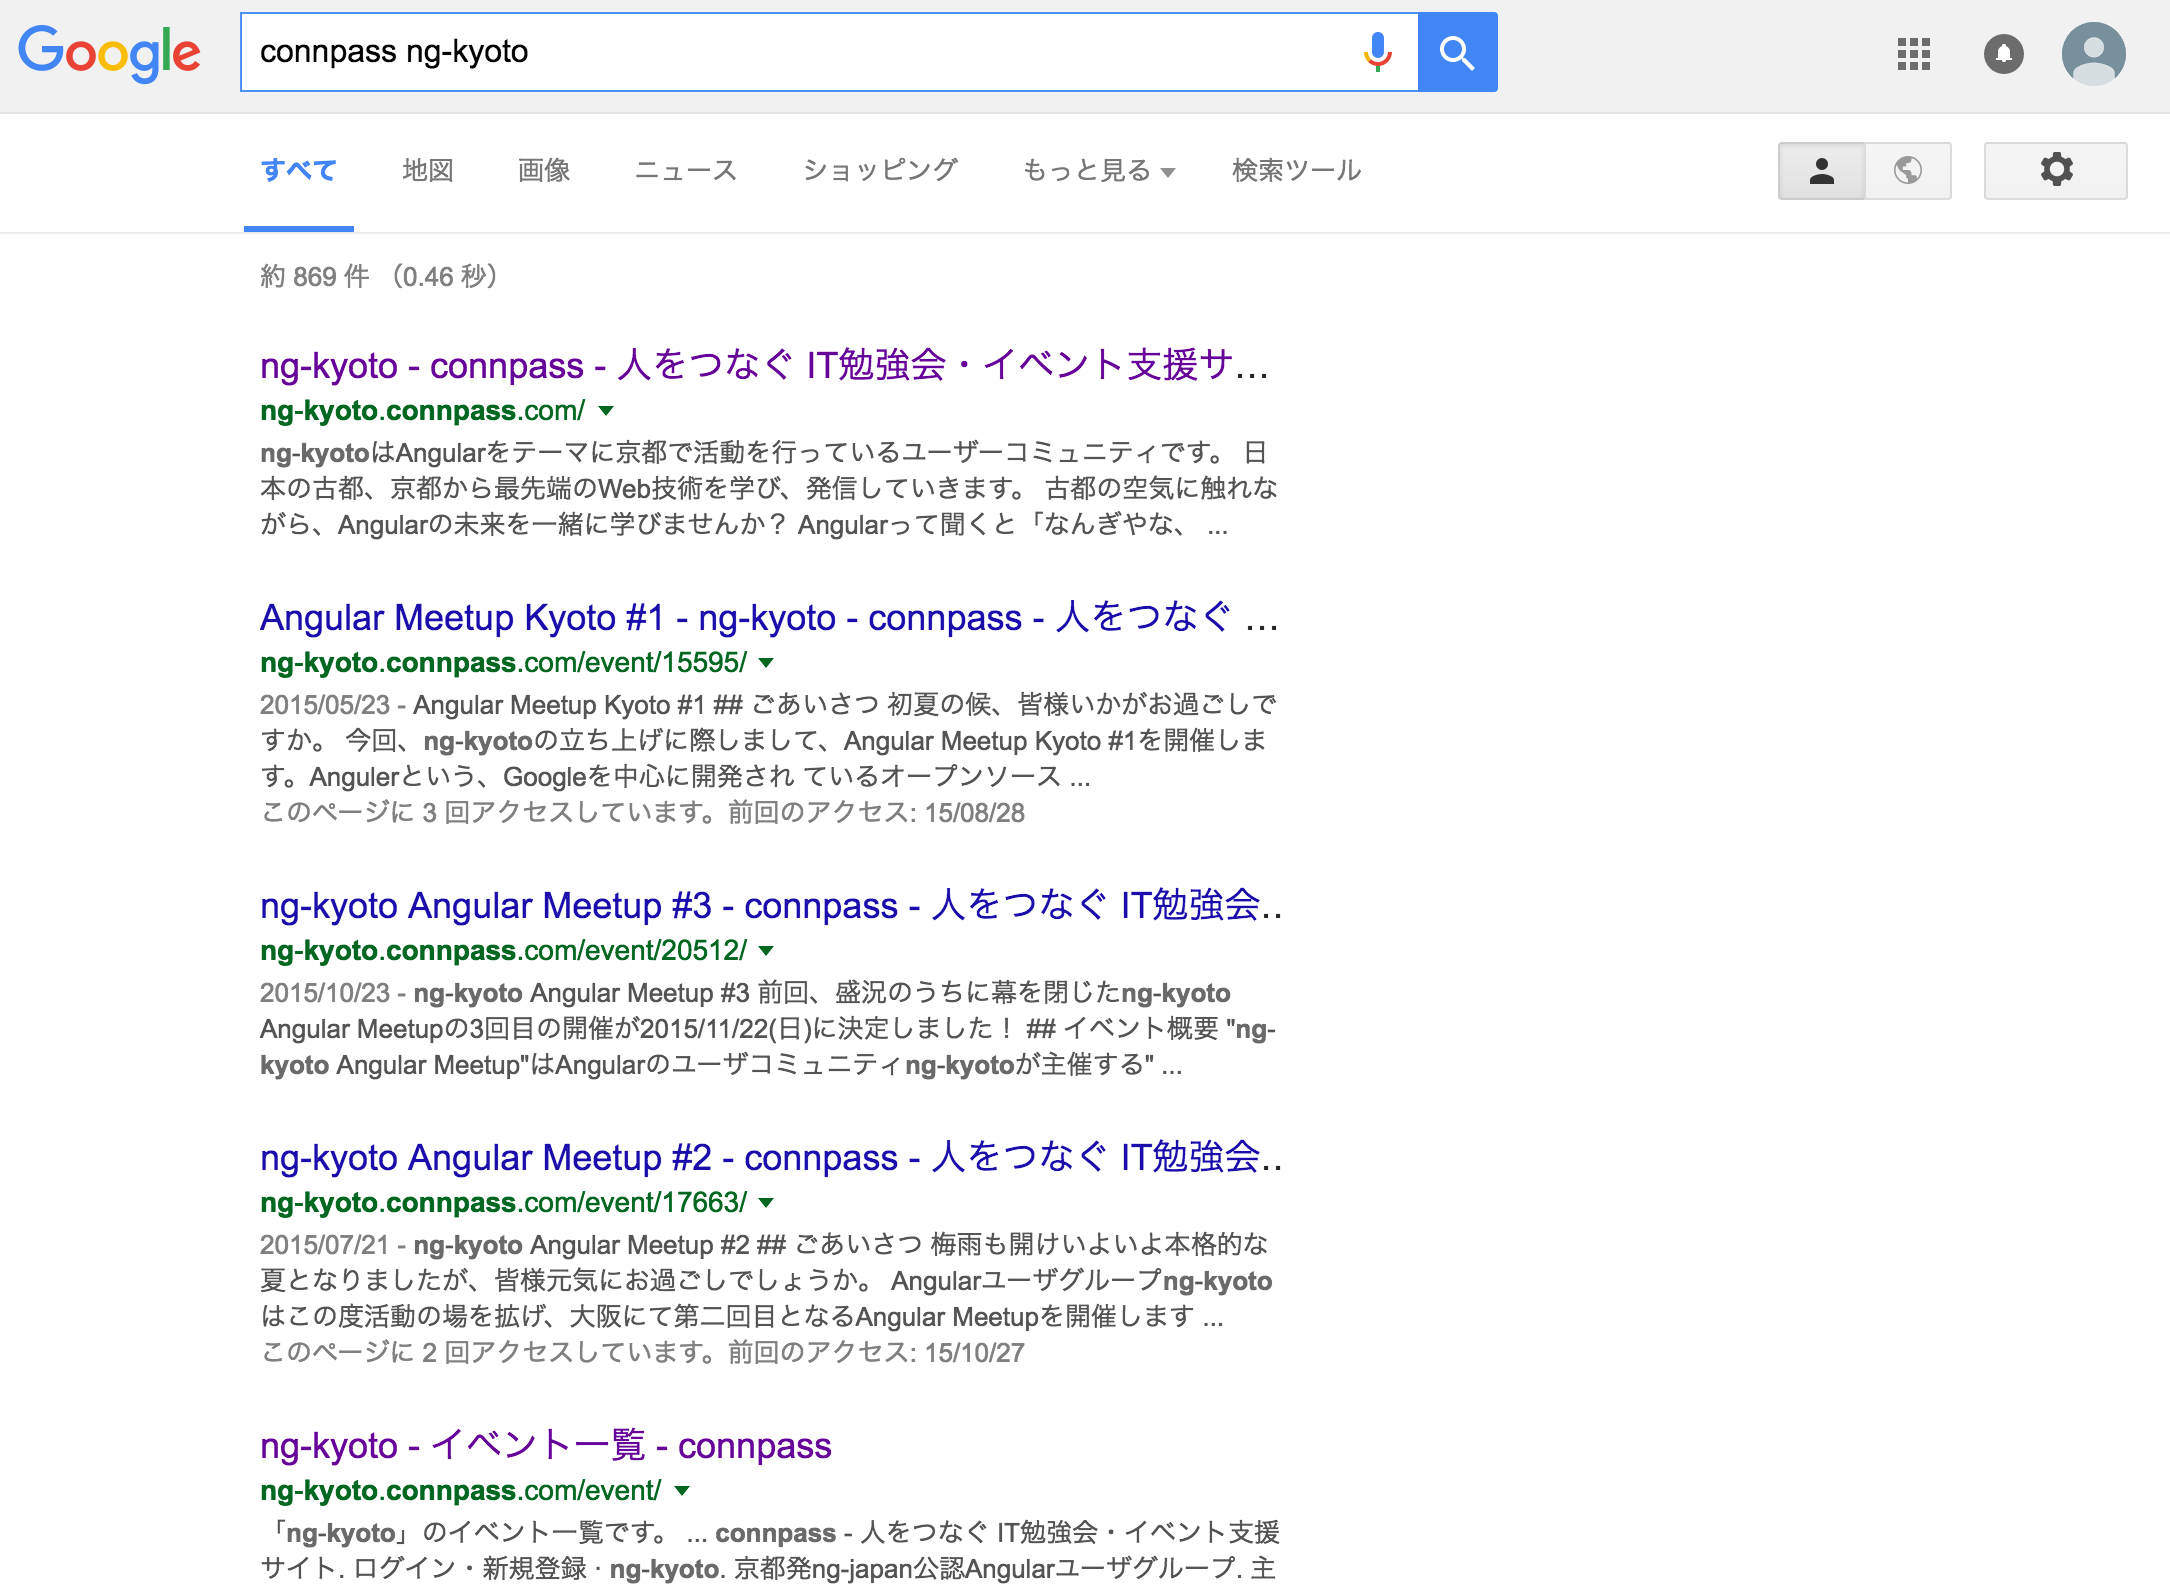 Google
connpass ng-kyoto
すべて 地図 画像 ニュース ショッピング もっと見る 検索ツール
約 869 件 （0.46 秒）
ng-kyoto - connpass - 人をつなぐ IT勉強会・イベント支援サ...
ng-kyoto.connpass.com/
ng-kyotoはAngularをテーマに京都で活動を行っているユーザーコミュニティです。 日
本の古都、京都から最先端のWeb技術を学び、発信していきます。 古都の空気に触れな
がら、Angularの未来を一緒に学びませんか？ Angularって聞くと「なんぎやな、 ...
Angular Meetup Kyoto #1 - ng-kyoto - connpass - 人をつなぐ ...
ng-kyoto.connpass.com/event/15595/
2015/05/23 - Angular Meetup Kyoto #1 ## ごあいさつ 初夏の候、皆様いかがお過ごしで
すか。 今回、ng-kyotoの立ち上げに際しまして、Angular Meetup Kyoto #1を開催しま
す。Angulerという、Googleを中心に開発され ているオープンソース ...
このページに 3 回アクセスしています。前回のアクセス: 15/08/28
ng-kyoto Angular Meetup #3 - connpass - 人をつなぐ IT勉強会..
ng-kyoto.connpass.com/event/20512/
2015/10/23 - ng-kyoto Angular Meetup #3 前回、盛況のうちに幕を閉じたng-kyoto
Angular Meetupの3回目の開催が2015/11/22(日)に決定しました！ ## イベント概要 "ng-
kyoto Angular Meetup"はAngularのユーザコミュニティng-kyotoが主催する" ...
ng-kyoto Angular Meetup #2 - connpass - 人をつなぐ IT勉強会..
ng-kyoto.connpass.com/event/17663/
2015/07/21 - ng-kyoto Angular Meetup #2 ## ごあいさつ 梅雨も開けいよいよ本格的な
夏となりましたが、皆様元気にお過ごしでしょうか。 Angularユーザグループng-kyoto
はこの度活動の場を拡げ、大阪にて第二回目となるAngular Meetupを開催します ...
このページに 2 回アクセスしています。前回のアクセス: 15/10/27
ng-kyoto - イベント一覧 - connpass
ng-kyoto.connpass.com/event/
「ng-kyoto」のイベント一覧です。 ... connpass - 人をつなぐ IT勉強会・イベント支援
サイト. ログイン・新規登録 · ng-kyoto. 京都発ng-japan公認Angularユーザグループ. 主